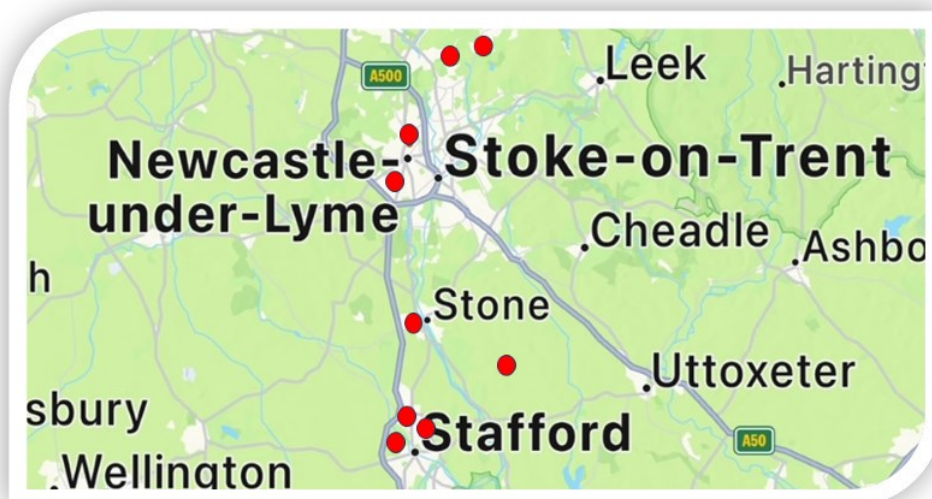 Leek
A500
Harting
Newcastle-
under-Lyme
Stoke-on-Trent
Cheadle
Ashbo
h
Stone
Uttoxeter
sbury
Stafford
A50
Wellington